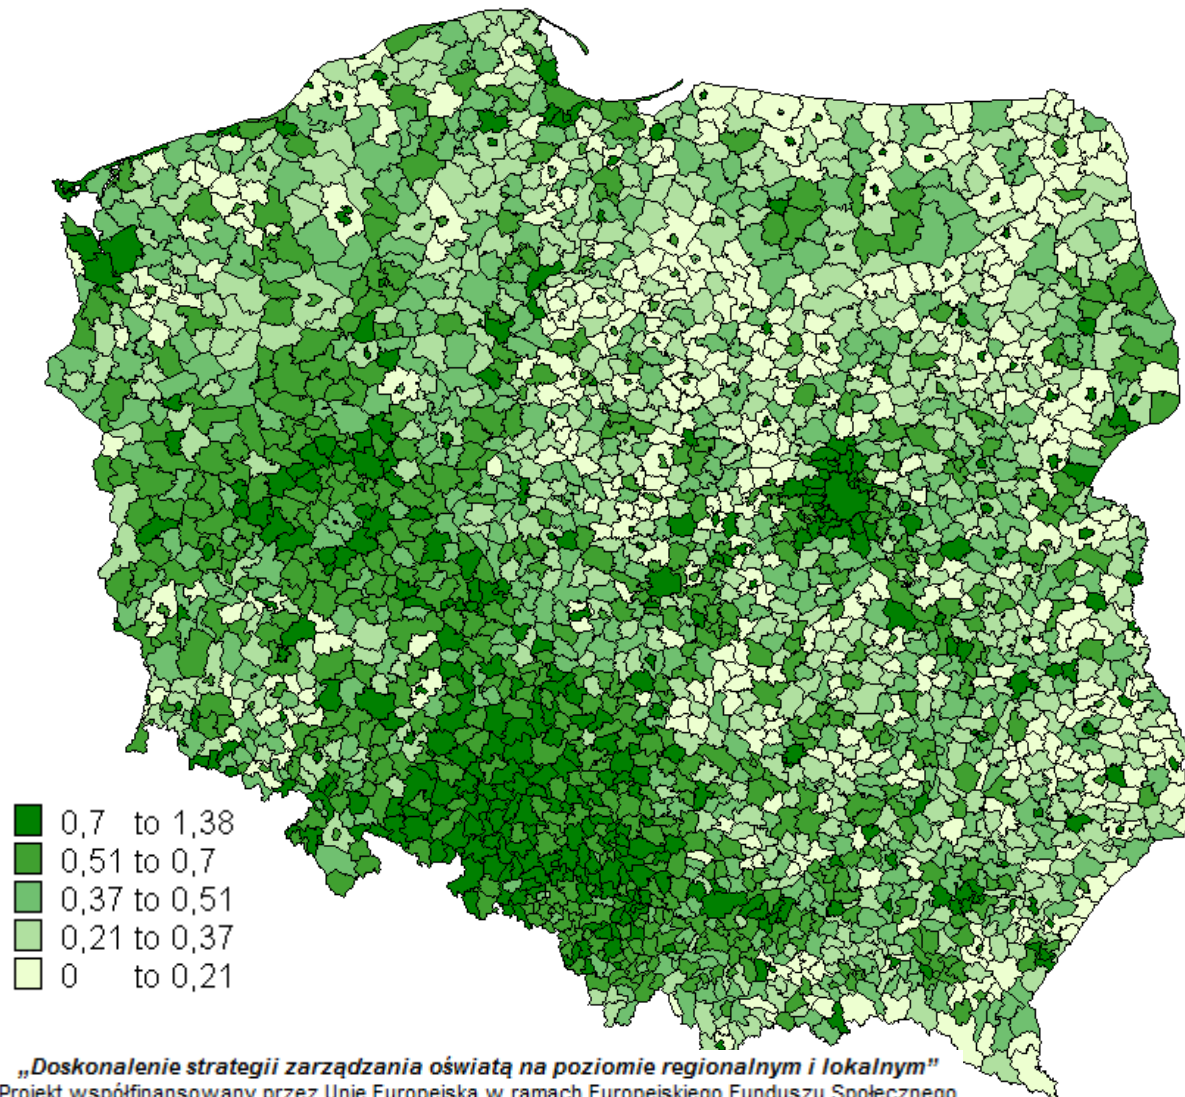 0,7 to 1,38
0,51 to 0,7
0,37 to 0,51
0,21 to 0,37
0 to 0,21
„Doskonalenie strategii zarządzania oświatą na poziomie regionalnym i lokalnym”
Projekt współfinansowany przez Unię Europejską w ramach Europejskiego Funduszu Społecznego